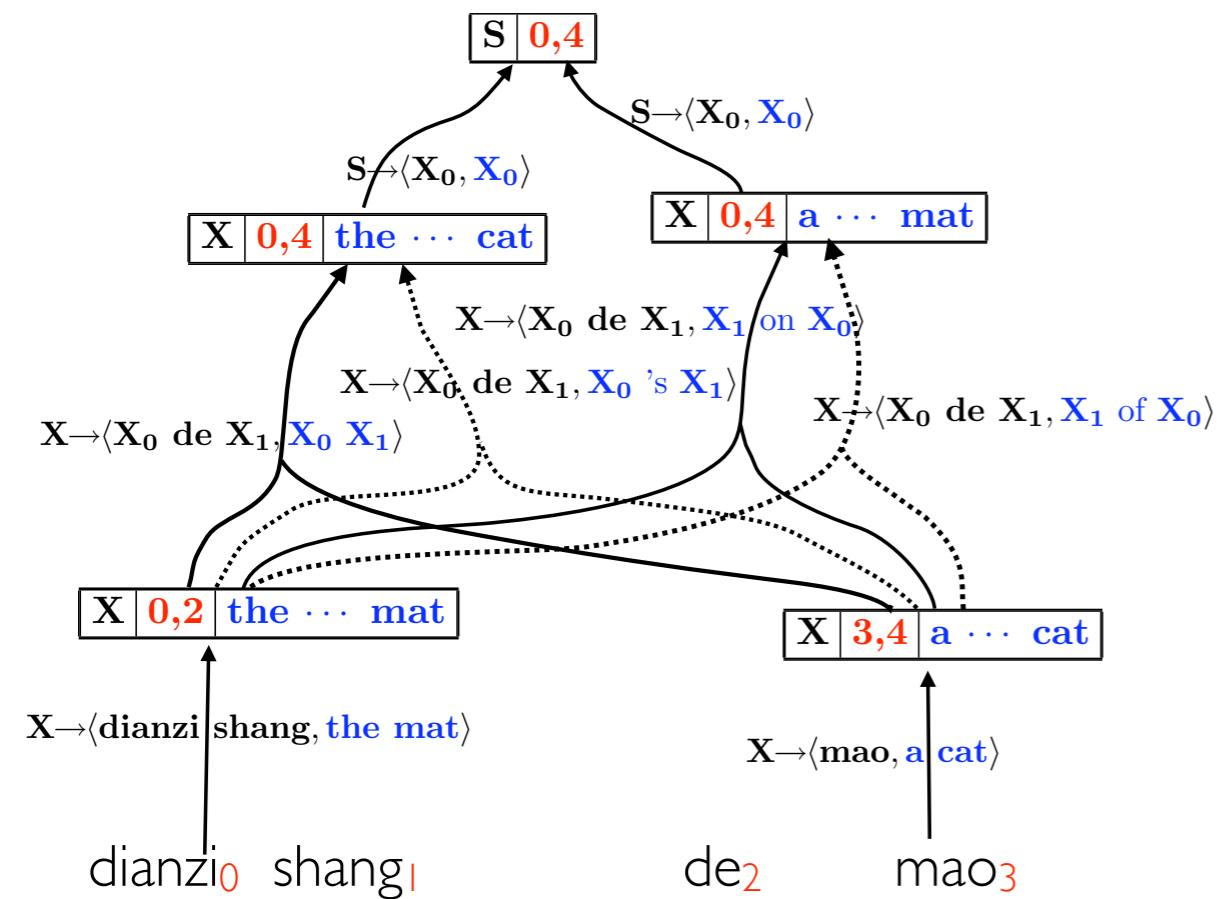 S 0,4
S→⟨X₀, X₀⟩
S→⟨X₀, X₀⟩
X 0,4 the ··· cat
X 0,4 a ··· mat
X→⟨X₀ de X₁, X₁ on X₀⟩
X→⟨X₀ de X₁, X₀ 's X₁⟩
X→⟨X₀ de X₁, X₁ of X₀⟩
X→⟨X₀ de X₁, X₀ X₁⟩
X 0,2 the ··· mat
X 3,4 a ··· cat
X→⟨dianzi shang, the mat⟩
X→⟨mao, a cat⟩
dianzi₀ shang₁ de₂ mao₃